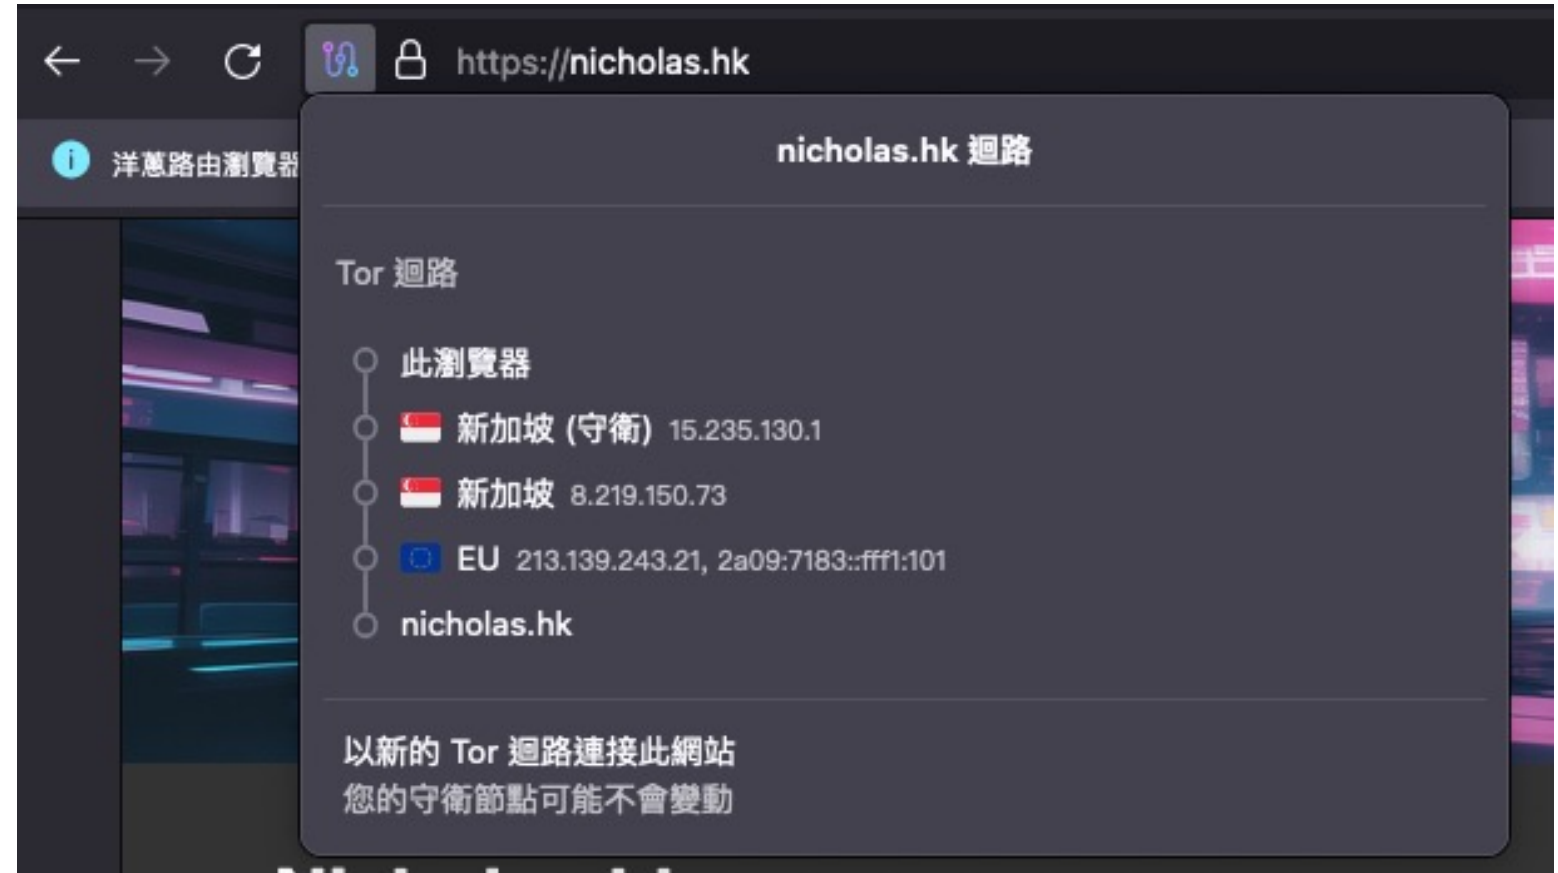 https://nicholas.hk
洋蔥路由瀏覽器
nicholas.hk 迴路
Tor 迴路
此瀏覽器
新加坡 (守衛) 15.235.130.1
新加坡 8.219.150.73
EU 213.139.243.21, 2a09:7183::fff1:101
nicholas.hk
以新的 Tor 迴路連接此網站
您的守衛節點可能不會變動